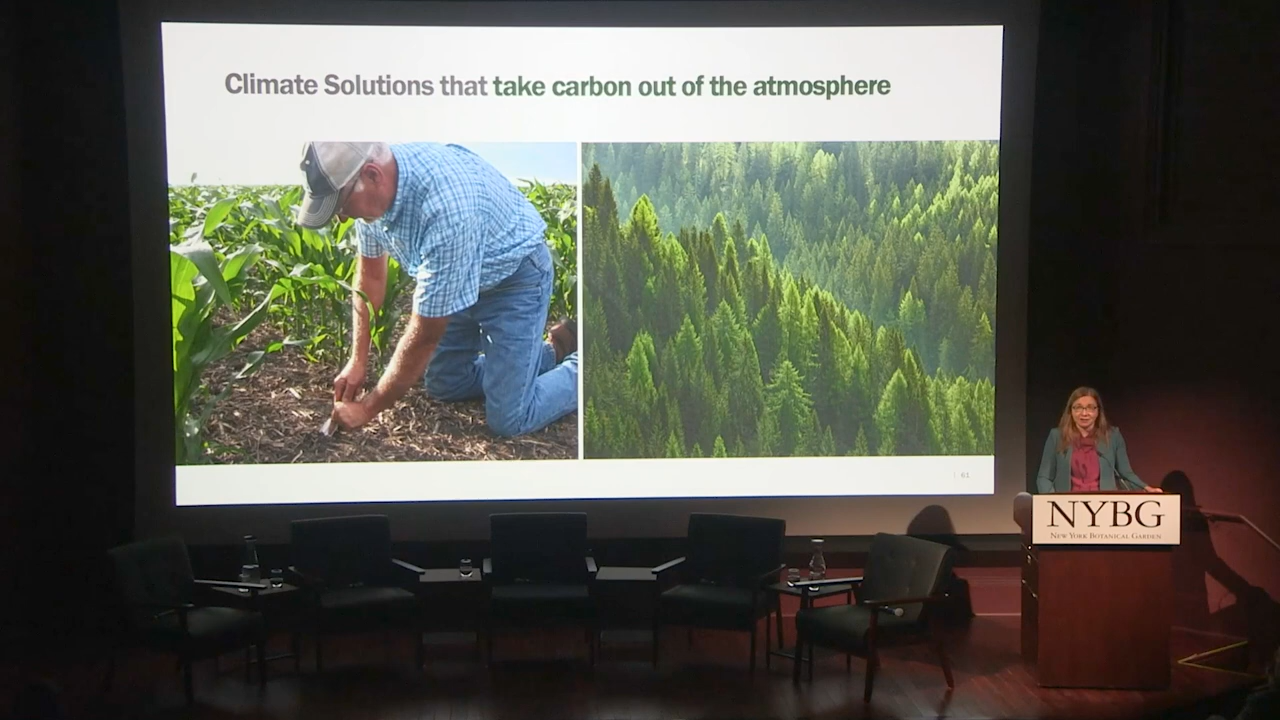 Climate Solutions that take carbon out of the atmosphere
61
NYBG
NEW YORK BOTANICAL GARDEN